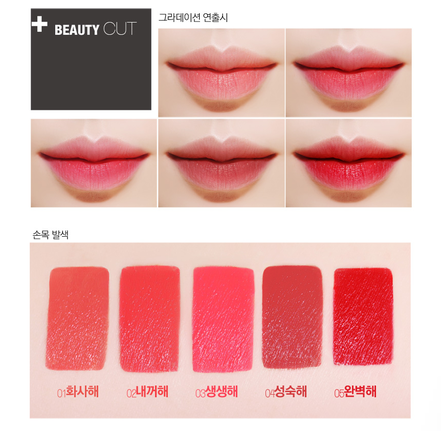 + BEAUTY CUT
그라데이션 연출시
손목 발색
01화사해
02내꺼해
03생생해
04성숙해
05완벽해